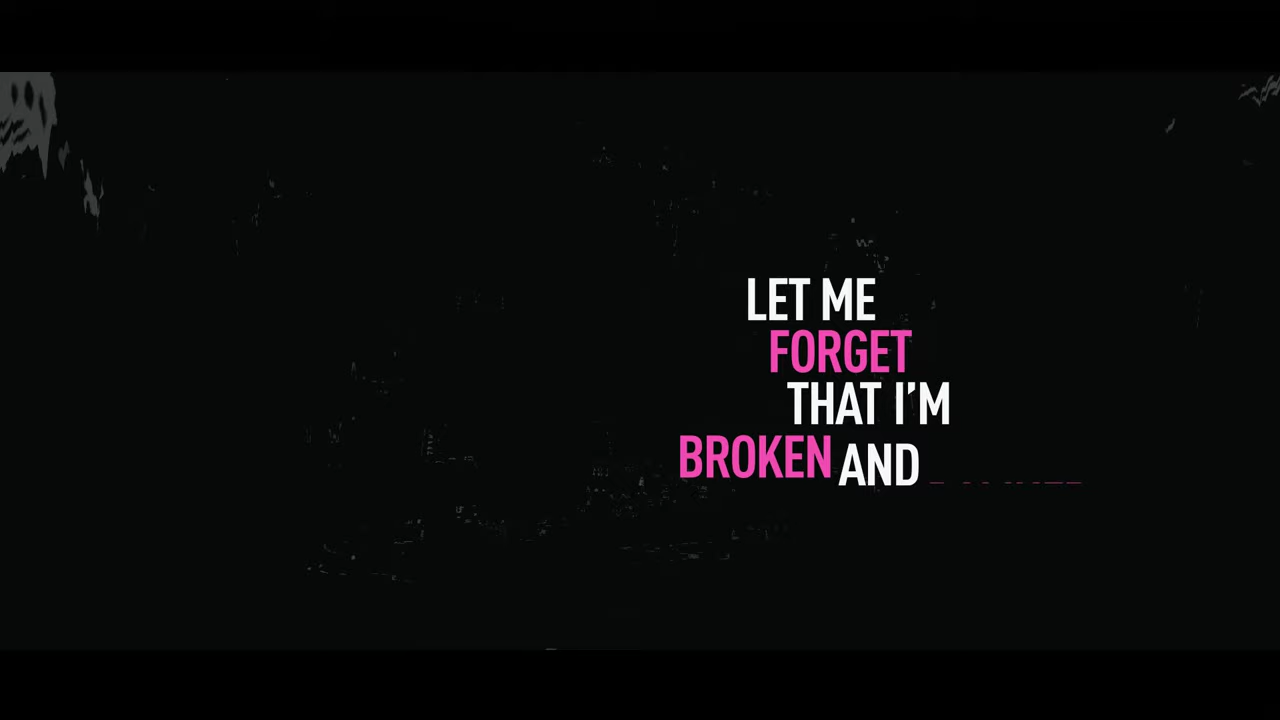 LET ME
FORGET
THAT I’M
BROKEN AND